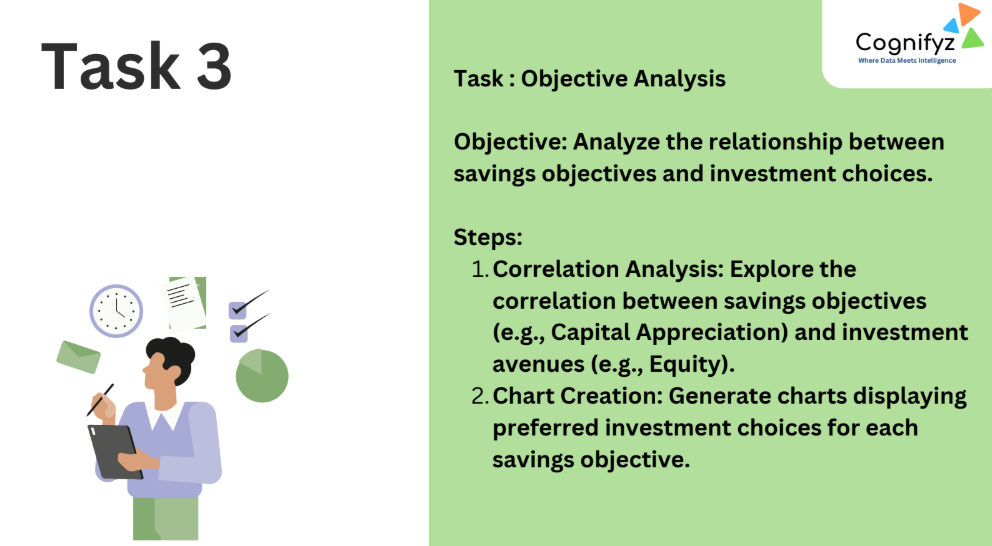 Task 3
Cognifyz
Where Data Meets Intelligence
Task : Objective Analysis
Objective: Analyze the relationship between
savings objectives and investment choices.
Steps:
1. Correlation Analysis: Explore the
correlation between savings objectives
(e.g., Capital Appreciation) and investment
avenues (e.g., Equity).
2. Chart Creation: Generate charts displaying
preferred investment choices for each
savings objective.